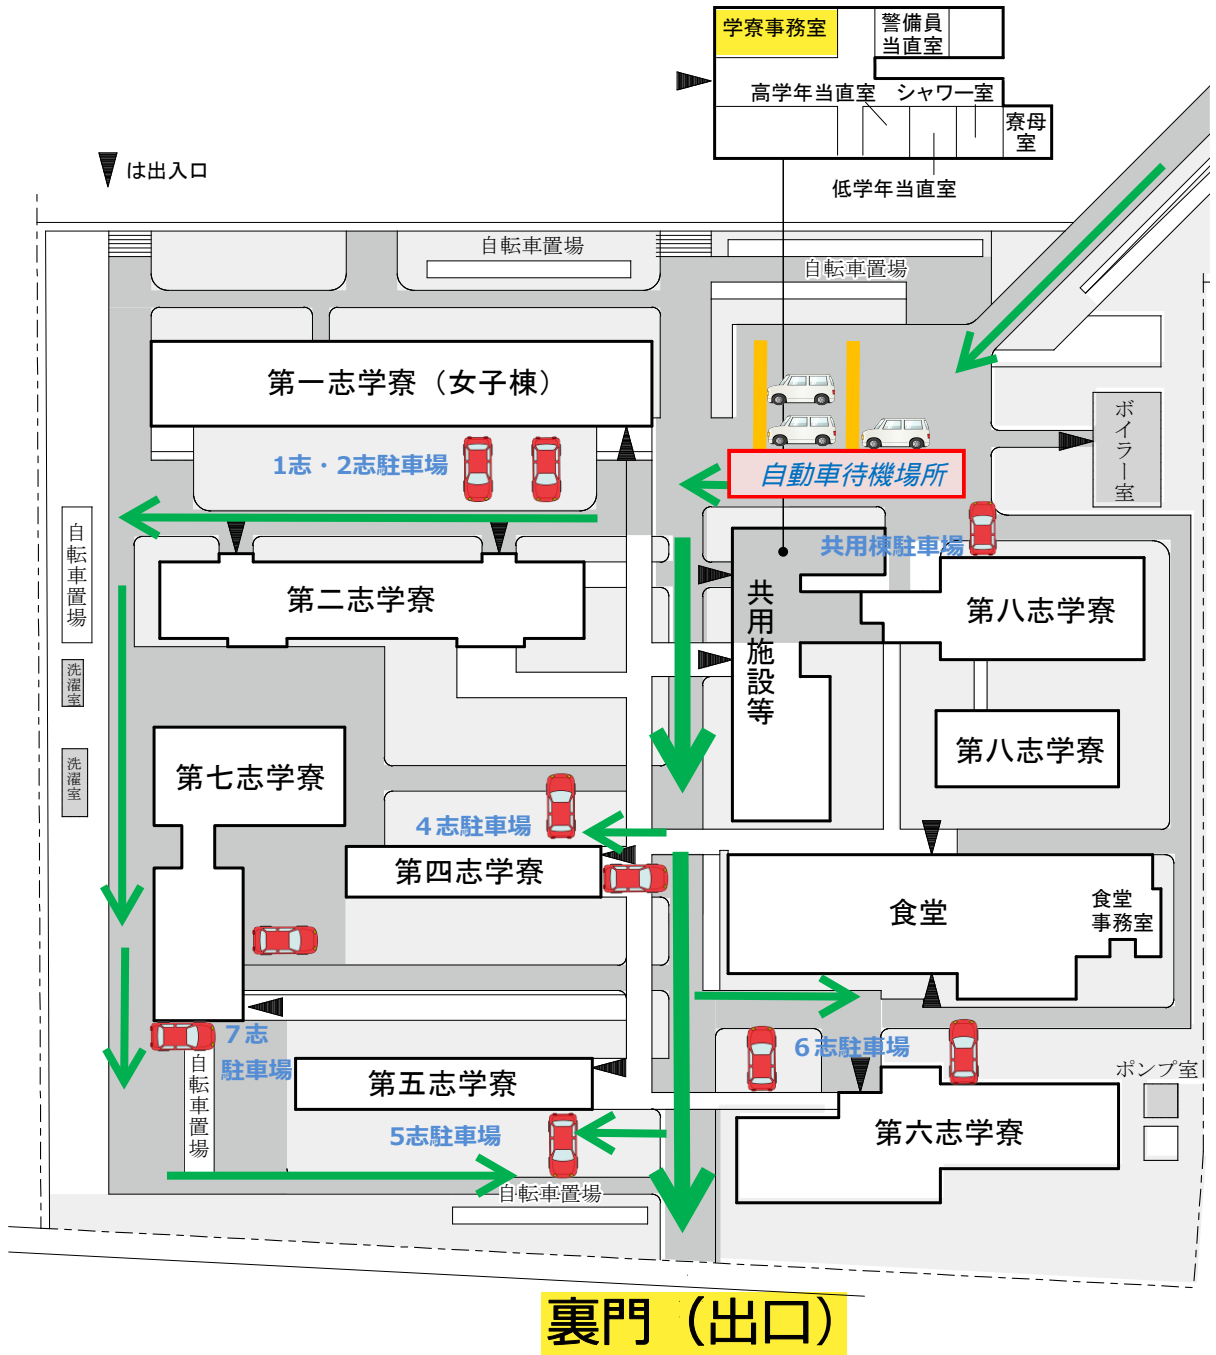 学寮事務室
警備員
当直室
高学年当直室
シャワー室
寮母
室
低学年当直室
は出入口
自転車置場
自転車置場
第一志学寮（女子棟）
1志・2志駐車場
自動車待機場所
ボイラー室
共用棟駐車場
自転車置場
第二志学寮
共用施設等
第八志学寮
洗濯室
第八志学寮
洗濯室
第七志学寮
４志駐車場
第四志学寮
食堂
食堂
事務室
７志
駐車場
6志駐車場
自転車置場
第五志学寮
ポンプ室
5志駐車場
第六志学寮
自転車置場
裏門（出口）